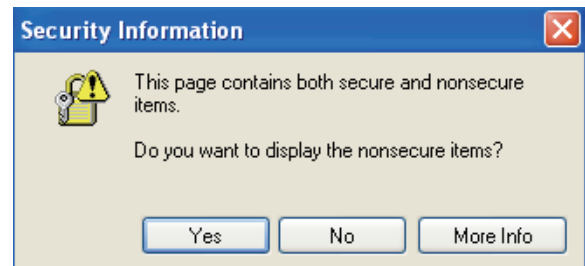 Security Information
This page contains both secure and nonsecure
items.
Do you want to display the nonsecure items?
Yes
No
More Info